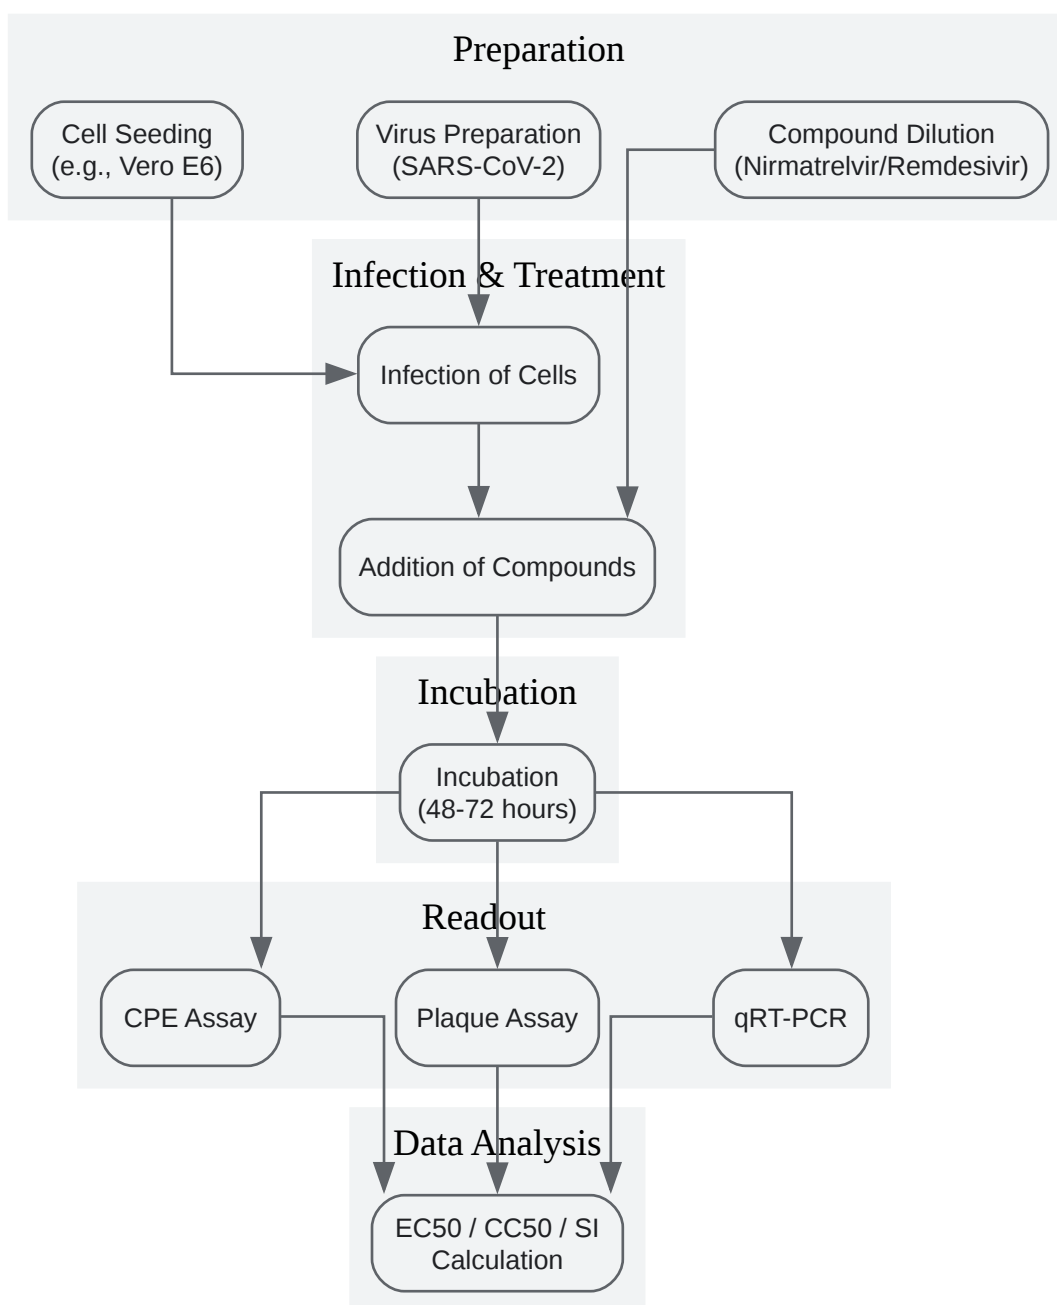 Preparation
Cell Seeding
(e.g., Vero E6)
Virus Preparation
(SARS-CoV-2)
Compound Dilution
(Nirmatrelvir/Remdesivir)
Infection & Treatment
Infection of Cells
Addition of Compounds
Incubation
Incubation
(48-72 hours)
Readout
CPE Assay
Plaque Assay
qRT-PCR
Data Analysis
EC50 / CC50 / SI
Calculation